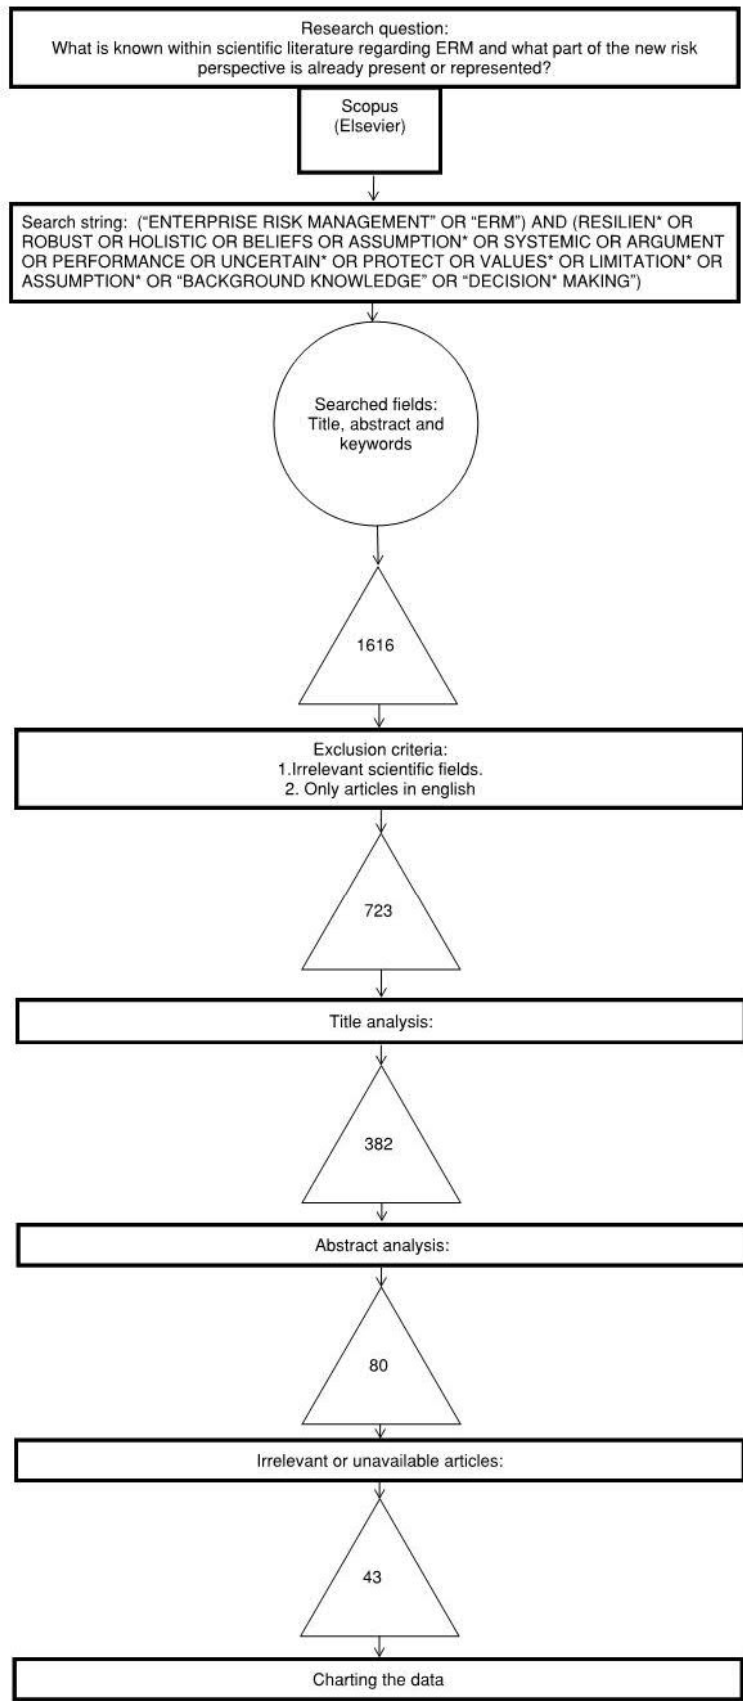 Research question:
What is known within scientific literature regarding ERM and what part of the new risk
perspective is already present or represented?
Scopus
(Elsevier)
Search string: (“ENTERPRISE RISK MANAGEMENT” OR “ERM”) AND (RESILIEN* OR
ROBUST OR HOLISTIC OR BELIEFS OR ASSUMPTION* OR SYSTEMIC OR ARGUMENT
OR PERFORMANCE OR UNCERTAIN* OR PROTECT OR VALUES* OR LIMITATION* OR
ASSUMPTION* OR “BACKGROUND KNOWLEDGE” OR “DECISION* MAKING”)
Searched fields:
Title, abstract and
keywords
1616
Exclusion criteria:
1.Irrelevant scientific fields.
2. Only articles in english
723
Title analysis:
382
Abstract analysis:
80
Irrelevant or unavailable articles:
43
Charting the data